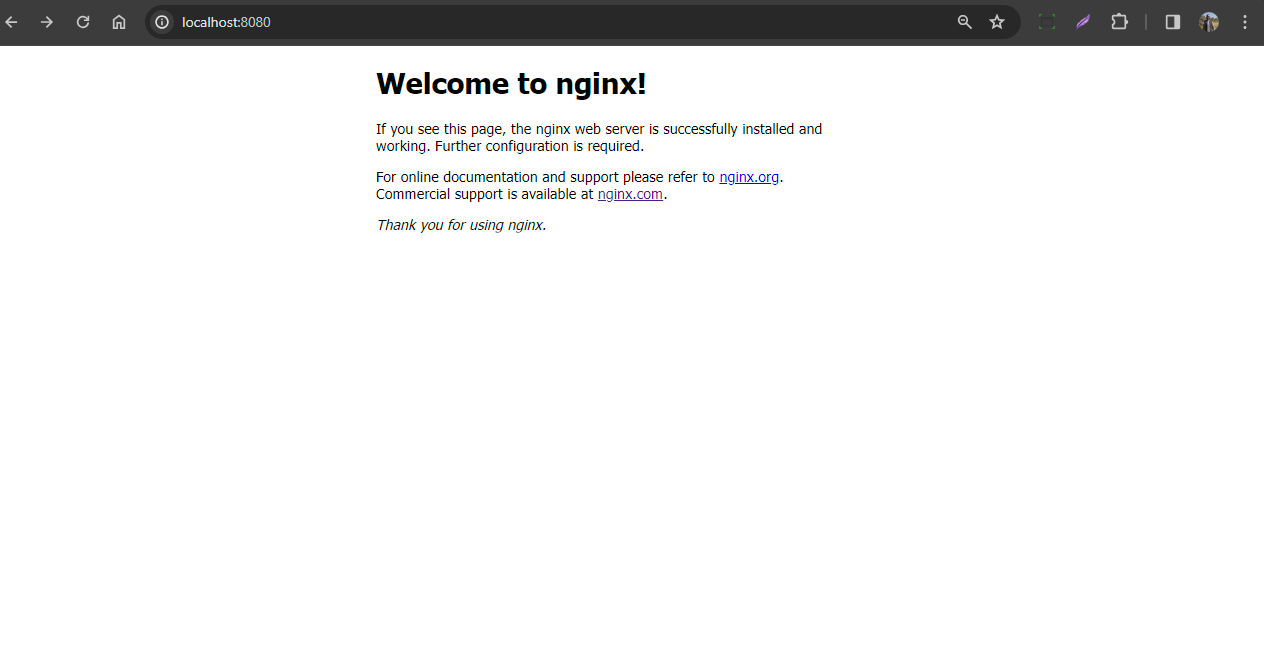 localhost:8080
Welcome to nginx!
If you see this page, the nginx web server is successfully installed and
working. Further configuration is required.
For online documentation and support please refer to nginx.org.
Commercial support is available at nginx.com.
Thank you for using nginx.